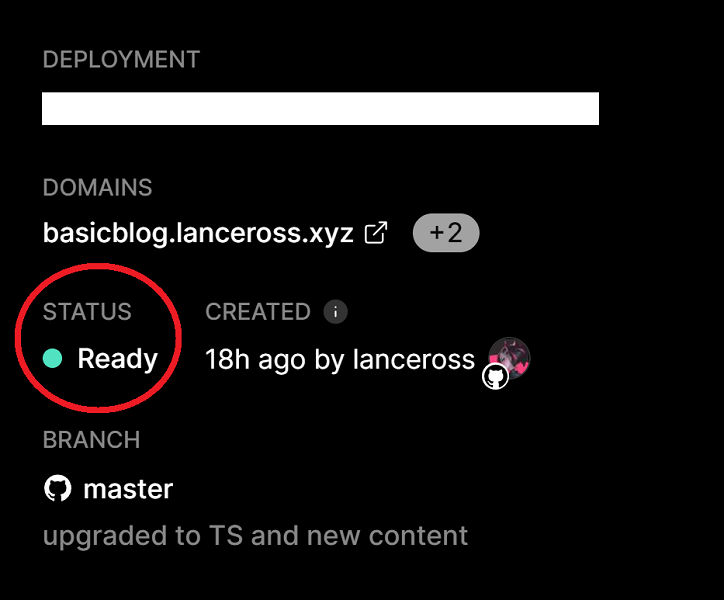 DEPLOYMENT
DOMAINS
basicblog.lanceross.xyz +2
STATUS CREATED i
Ready 18h ago by lanceross
BRANCH
master
upgraded to TS and new content